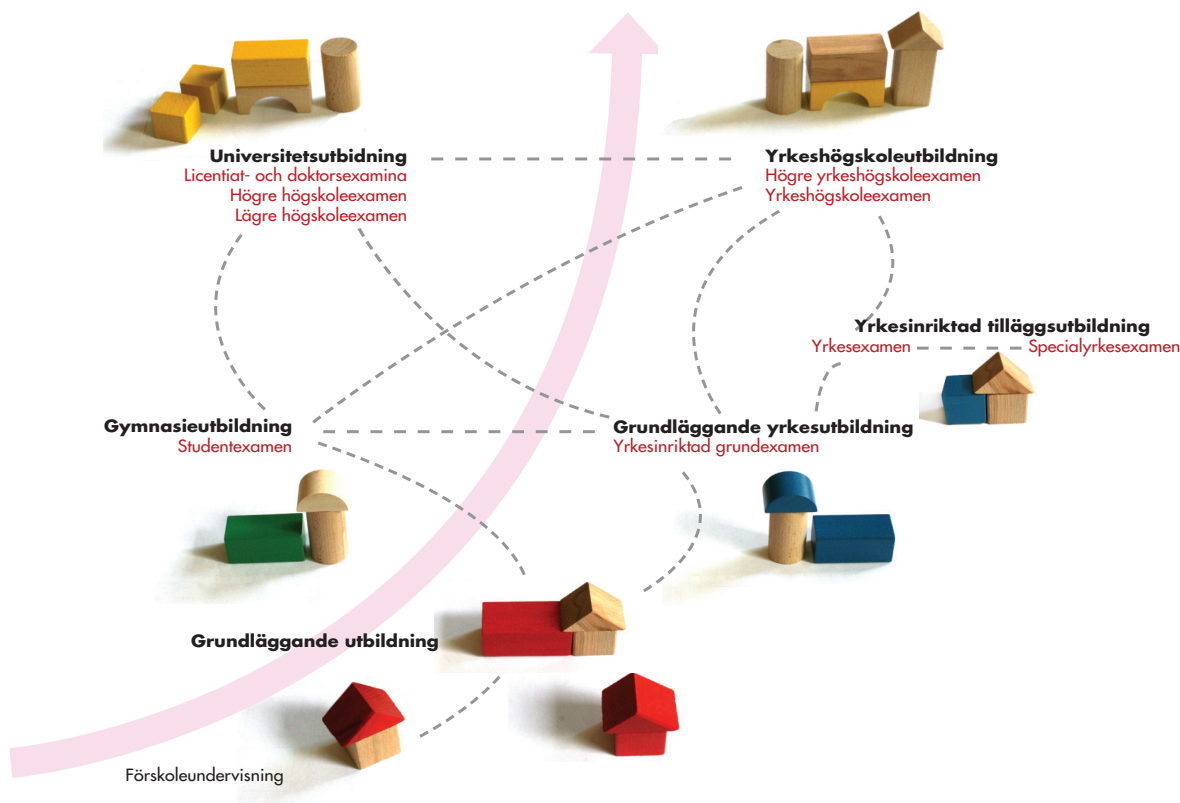 Universitetsutbidning
Licentiat- och doktorsexamina
Högre högskoleexamen
Lägre högskoleexamen
Yrkeshögskoleutbildning
Högre yrkeshögskoleexamen
Yrkeshögskoleexamen
Yrkesinriktad tilläggsutbildning
Yrkesexamen
Specialyrkesexamen
Gymnasieutbildning
Studentexamen
Grundläggande yrkesutbildning
Yrkesinriktad grundexamen
Grundläggande utbildning
Förskoleundervisning